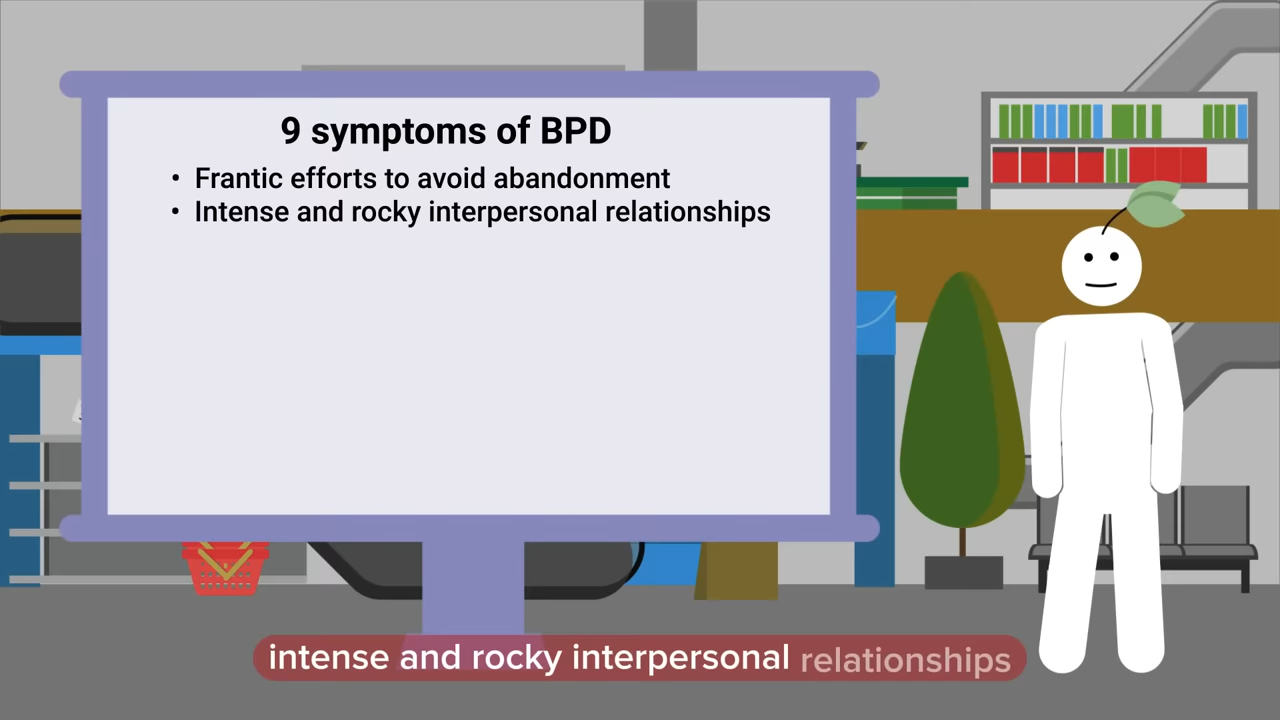 9 symptoms of BPD
• Frantic efforts to avoid abandonment
• Intense and rocky interpersonal relationships
intense and rocky interpersonal relationships